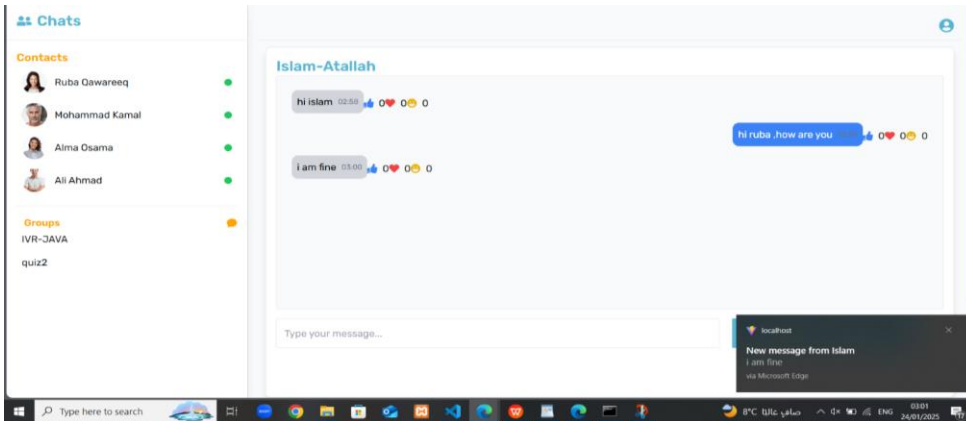 Chats
Contacts
Ruba Qawareeq
Mohammad Kamal
Alma Osama
Ali Ahmad
Groups
IVR-JAVA
quiz2
Islam-Atallah
hi islam 02:58 👍 0❤️ 0😁 0
hi ruba ,how are you 👍 0❤️ 0😁 0
i am fine 03:00 👍 0❤️ 0😁 0
Type your message...
localhost
New message from Islam
i am fine
via Microsoft Edge
Type here to search
8°C صافي غالبًا
ENG
03:01
24/01/2025
17